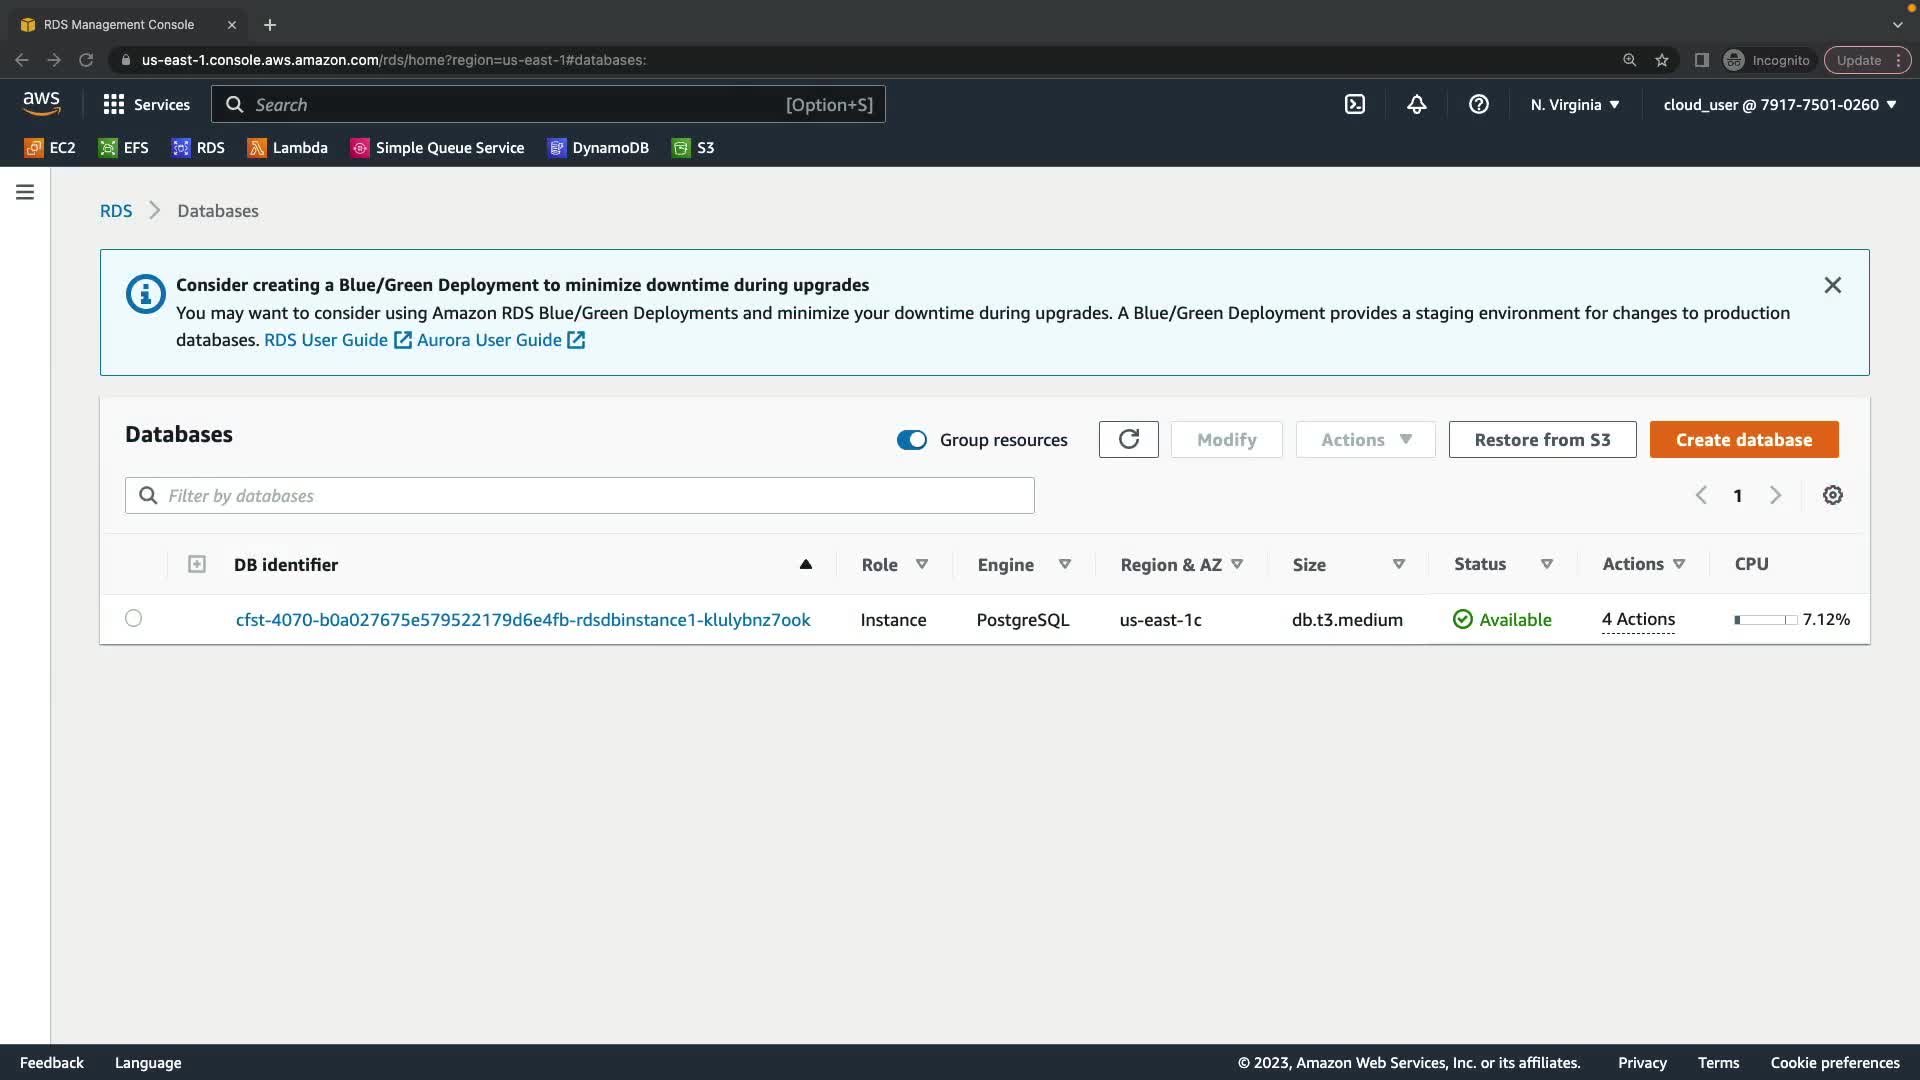 RDS Management Console
us-east-1.console.aws.amazon.com/rds/home?region=us-east-1#databases:
Incognito
Update
aws
Services
Search
[Option+S]
N. Virginia
cloud_user @ 7917-7501-0260
EC2
EFS
RDS
Lambda
Simple Queue Service
DynamoDB
S3
RDS
Databases
Consider creating a Blue/Green Deployment to minimize downtime during upgrades
You may want to consider using Amazon RDS Blue/Green Deployments and minimize your downtime during upgrades. A Blue/Green Deployment provides a staging environment for changes to production
databases. RDS User Guide Aurora User Guide
Databases
Group resources
Modify
Actions
Restore from S3
Create database
Filter by databases
1
DB identifier
Role
Engine
Region & AZ
Size
Status
Actions
CPU
cfst-4070-b0a027675e579522179d6e4fb-rdsdbinstance1-klulybnz7ook
Instance
PostgreSQL
us-east-1c
db.t3.medium
Available
4 Actions
7.12%
Feedback
Language
© 2023, Amazon Web Services, Inc. or its affiliates.
Privacy
Terms
Cookie preferences